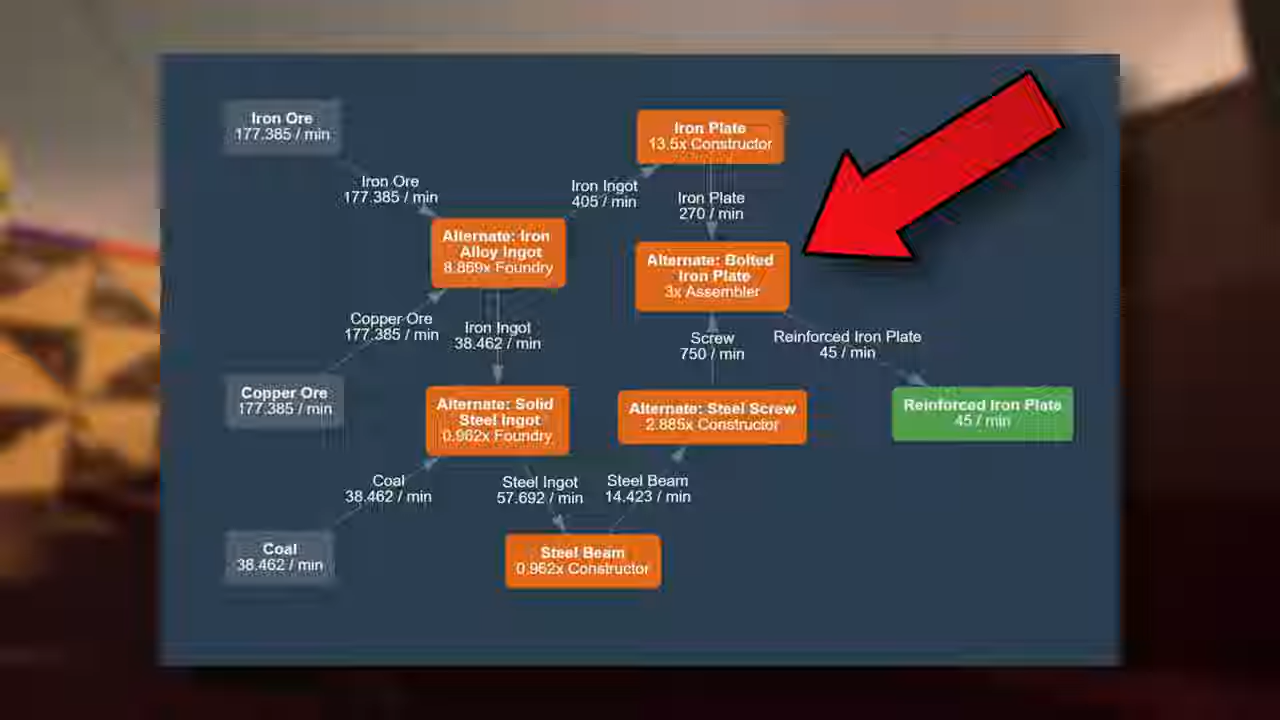 Iron Ore
177.385 / min
Iron Plate
13.5x Constructor
Iron Ore
177.385 / min
Iron Ingot
405 / min
Iron Plate
270 / min
Alternate: Iron
Alloy Ingot
8.869x Foundry
Alternate: Bolted
Iron Plate
3x Assembler
Copper Ore
177.385 / min
Iron Ingot
38.462 / min
Screw
750 / min
Reinforced Iron Plate
45 / min
Copper Ore
177.385 / min
Alternate: Solid
Steel Ingot
0.962x Foundry
Alternate: Steel Screw
2.885x Constructor
Reinforced Iron Plate
45 / min
Coal
38.462 / min
Steel Ingot
57.692 / min
Steel Beam
14.423 / min
Coal
38.462 / min
Steel Beam
0.962x Constructor